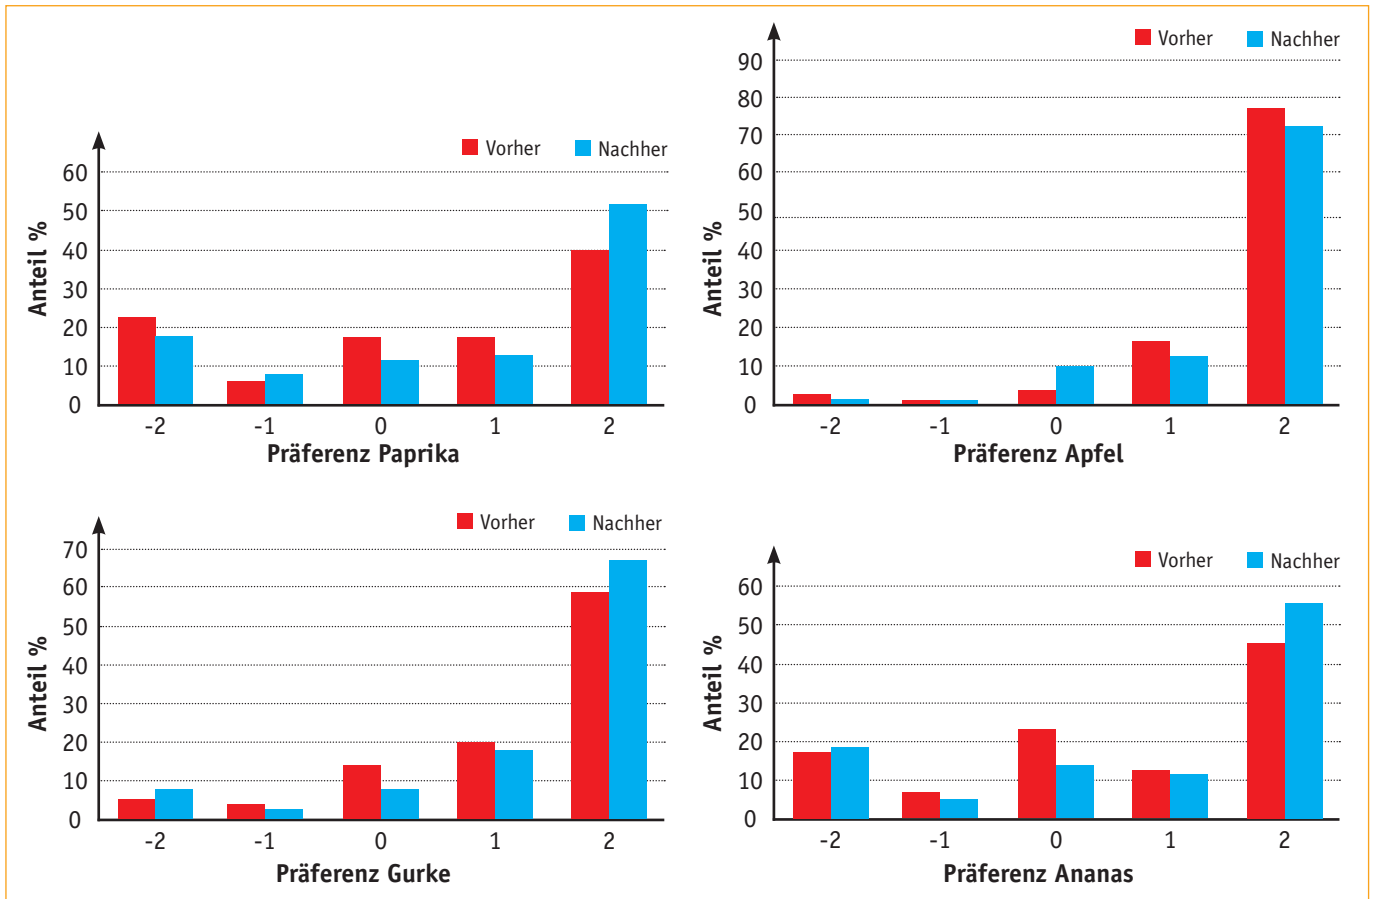 Vorher Nachher
60
50
40
30
20
10
0
Anteil %
-2 -1 0 1 2
Präferenz Paprika
Vorher Nachher
90
80
70
60
50
40
30
20
10
0
Anteil %
-2 -1 0 1 2
Präferenz Apfel
Vorher Nachher
70
60
50
40
30
20
10
0
Anteil %
-2 -1 0 1 2
Präferenz Gurke
Vorher Nachher
60
50
40
30
20
10
0
Anteil %
-2 -1 0 1 2
Präferenz Ananas